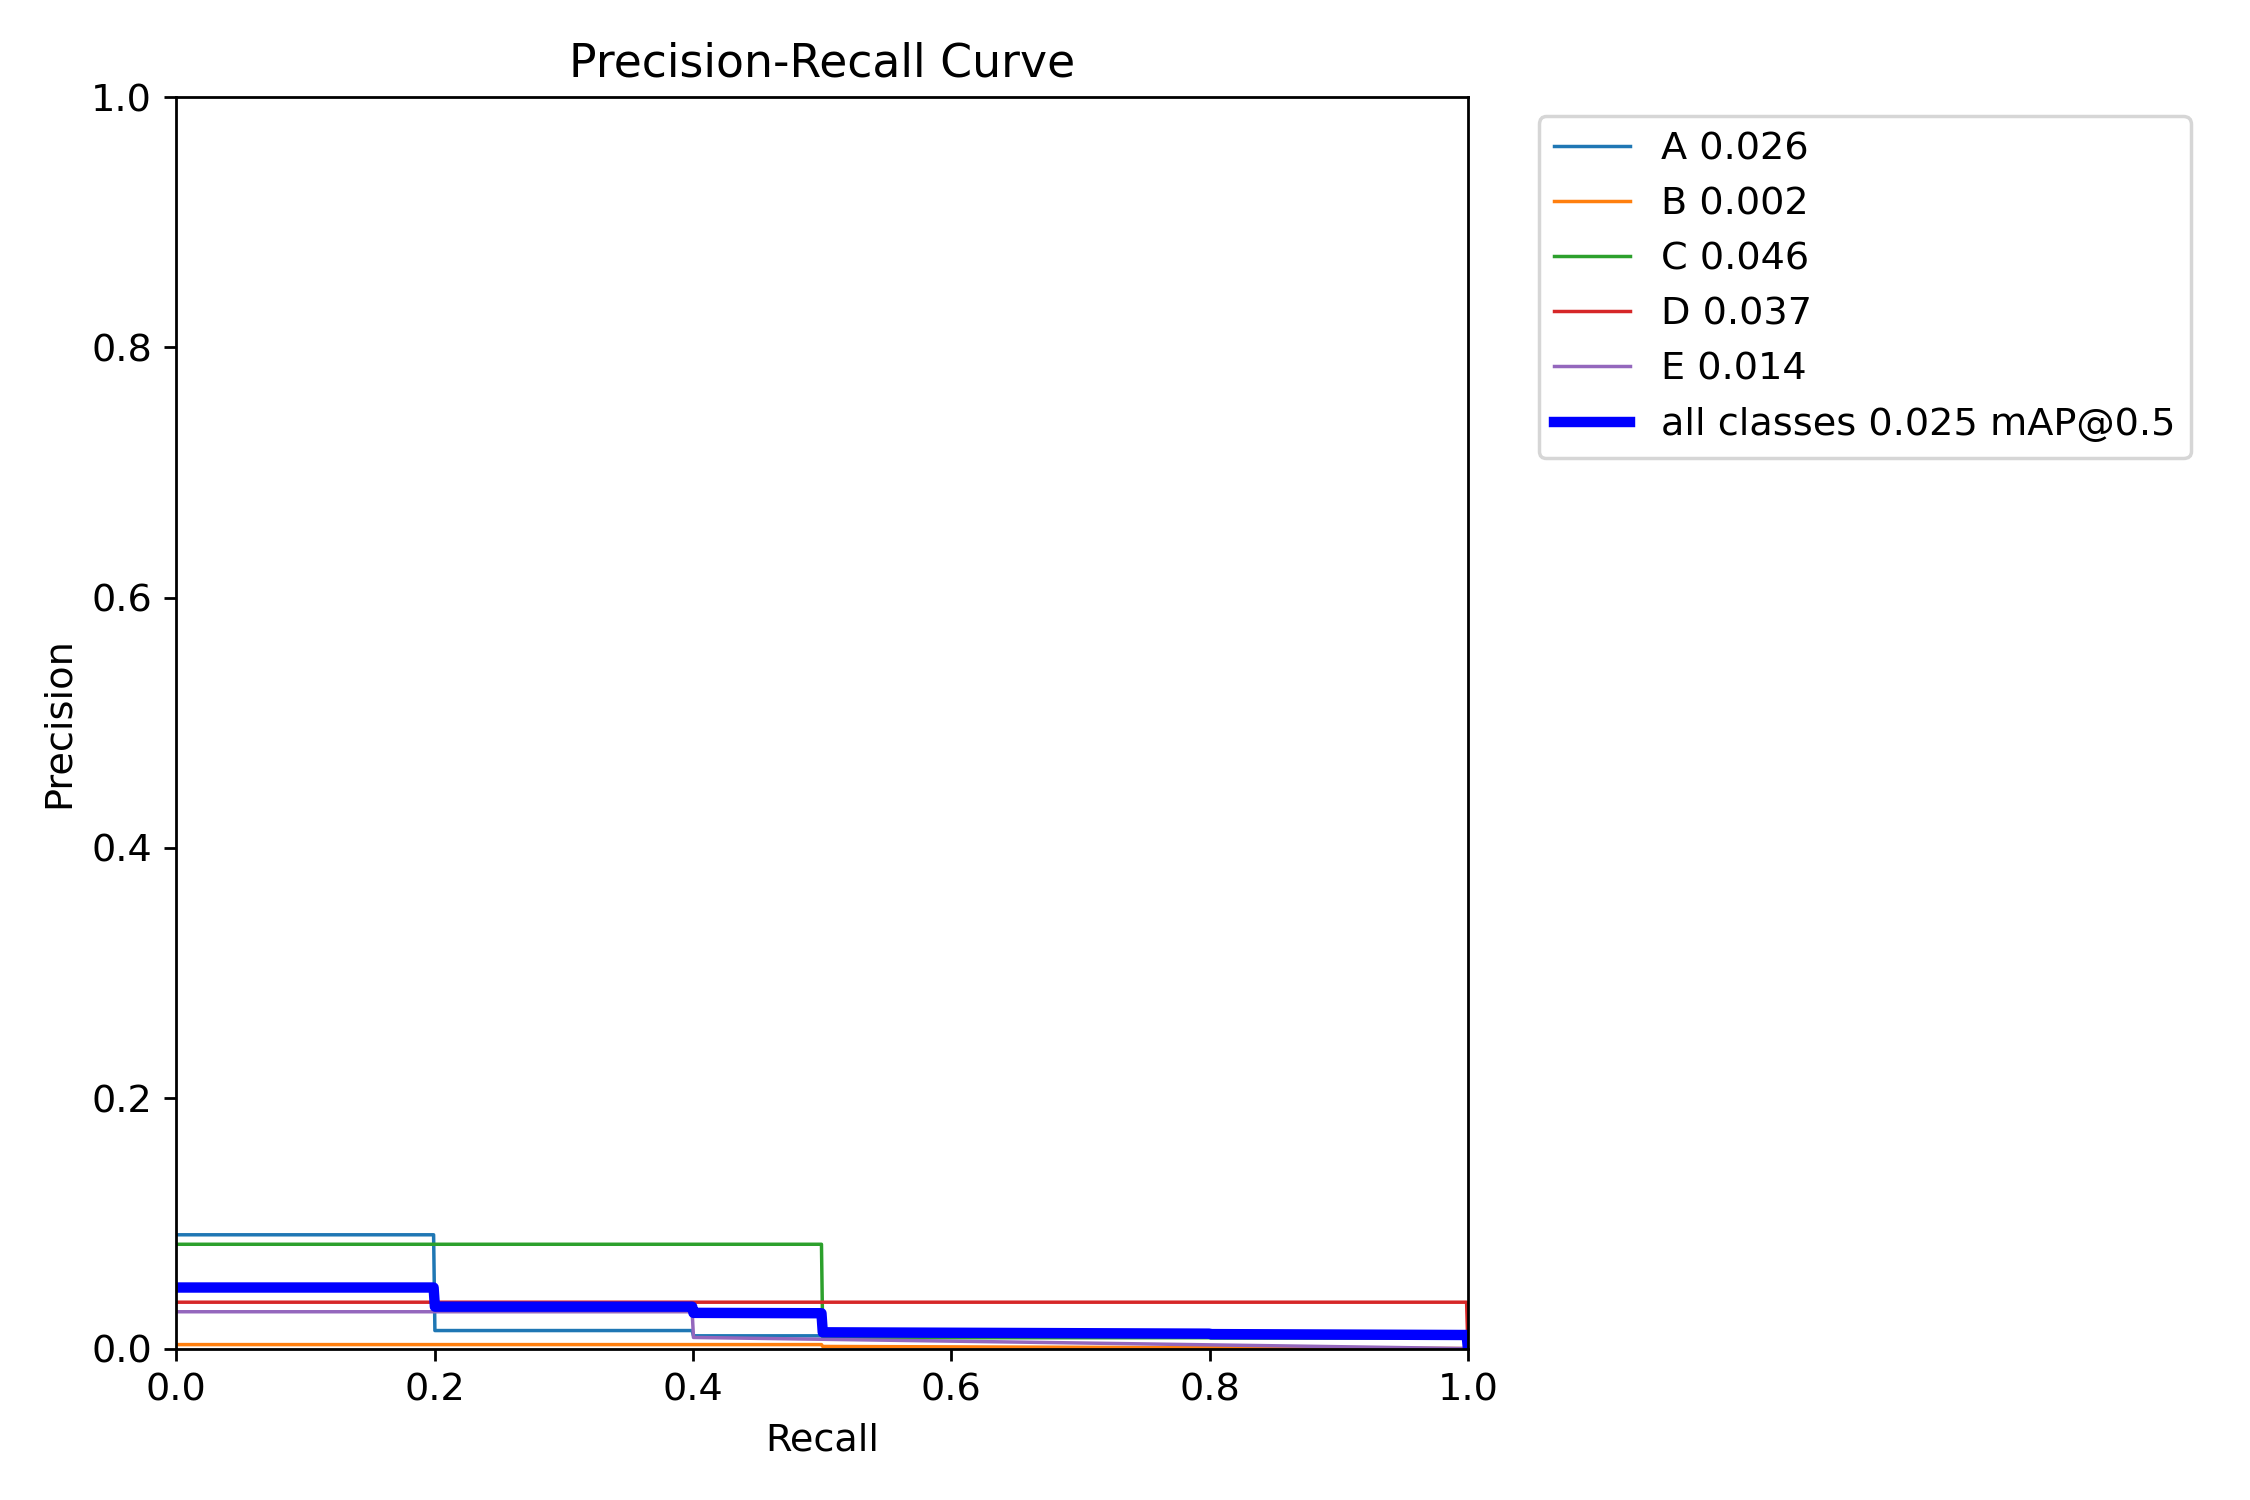 Precision-Recall Curve
1.0
0.8
0.6
0.4
0.2
0.0
Precision
0.0 0.2 0.4 0.6 0.8 1.0
Recall
A 0.026
B 0.002
C 0.046
D 0.037
E 0.014
all classes 0.025 mAP@0.5